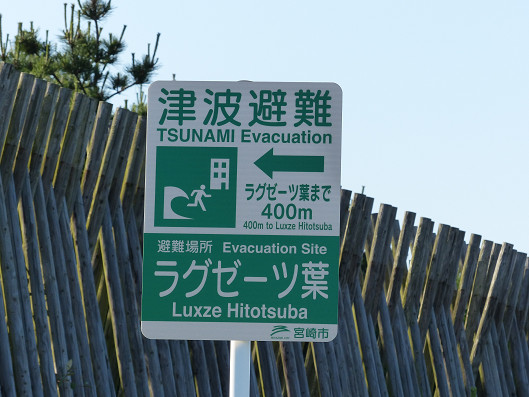 津波避難
TSUNAMI Evacuation
ラグゼーツ葉まで
400m
400m to Luxze Hitotsuba
避難場所 Evacuation Site
ラグゼーツ葉
Luxze Hitotsuba
宮崎市